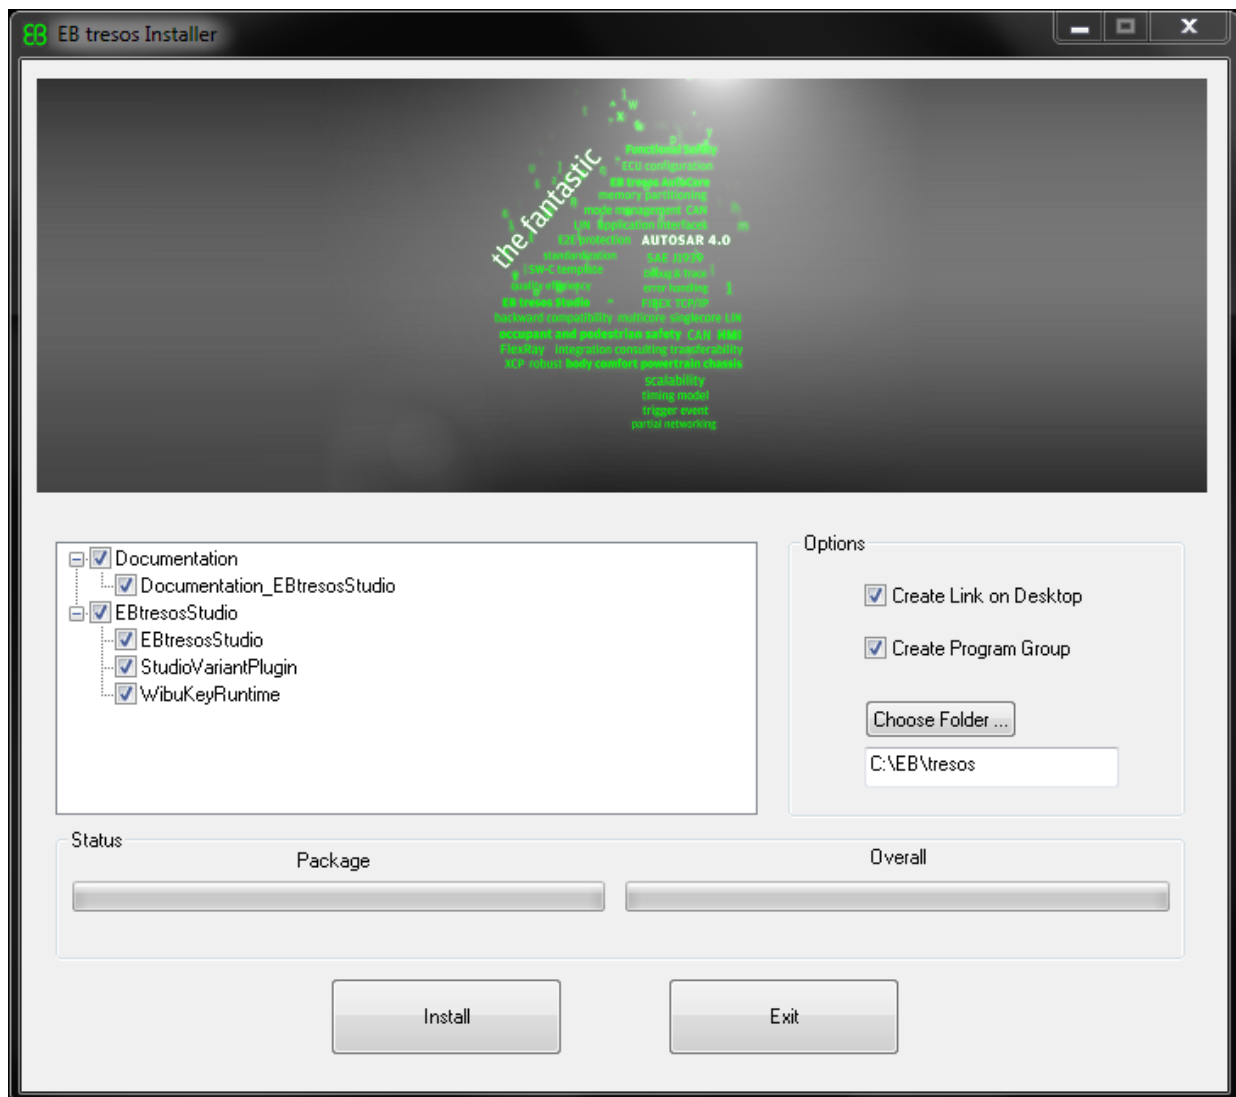 EB tresos Installer
the fantastic
1
W
X
Functional Safety
ECU configuration
EB tresos AutoCore
memory partitioning
mode management CAN
LIN application interfaces
E2E protection AUTOSAR 4.0
standardization SAE J1939
SW-C template debug & trace
quality efficiency error handling 1
EB tresos Studio FIBEX TCP/IP
backward compatibility multicore singlecore LIN
occupant and pedestrian safety CAN HMI
FlexRay integration consulting transferability
XCP robust body comfort powertrain chassis
scalability
timing model
trigger event
partial networking
Documentation
Documentation_EBtresosStudio
EBtresosStudio
EBtresosStudio
StudioVariantPlugin
WibuKeyRuntime
Options
Create Link on Desktop
Create Program Group
Choose Folder ...
C:\EB\tresos
Status
Package
Overall
Install
Exit